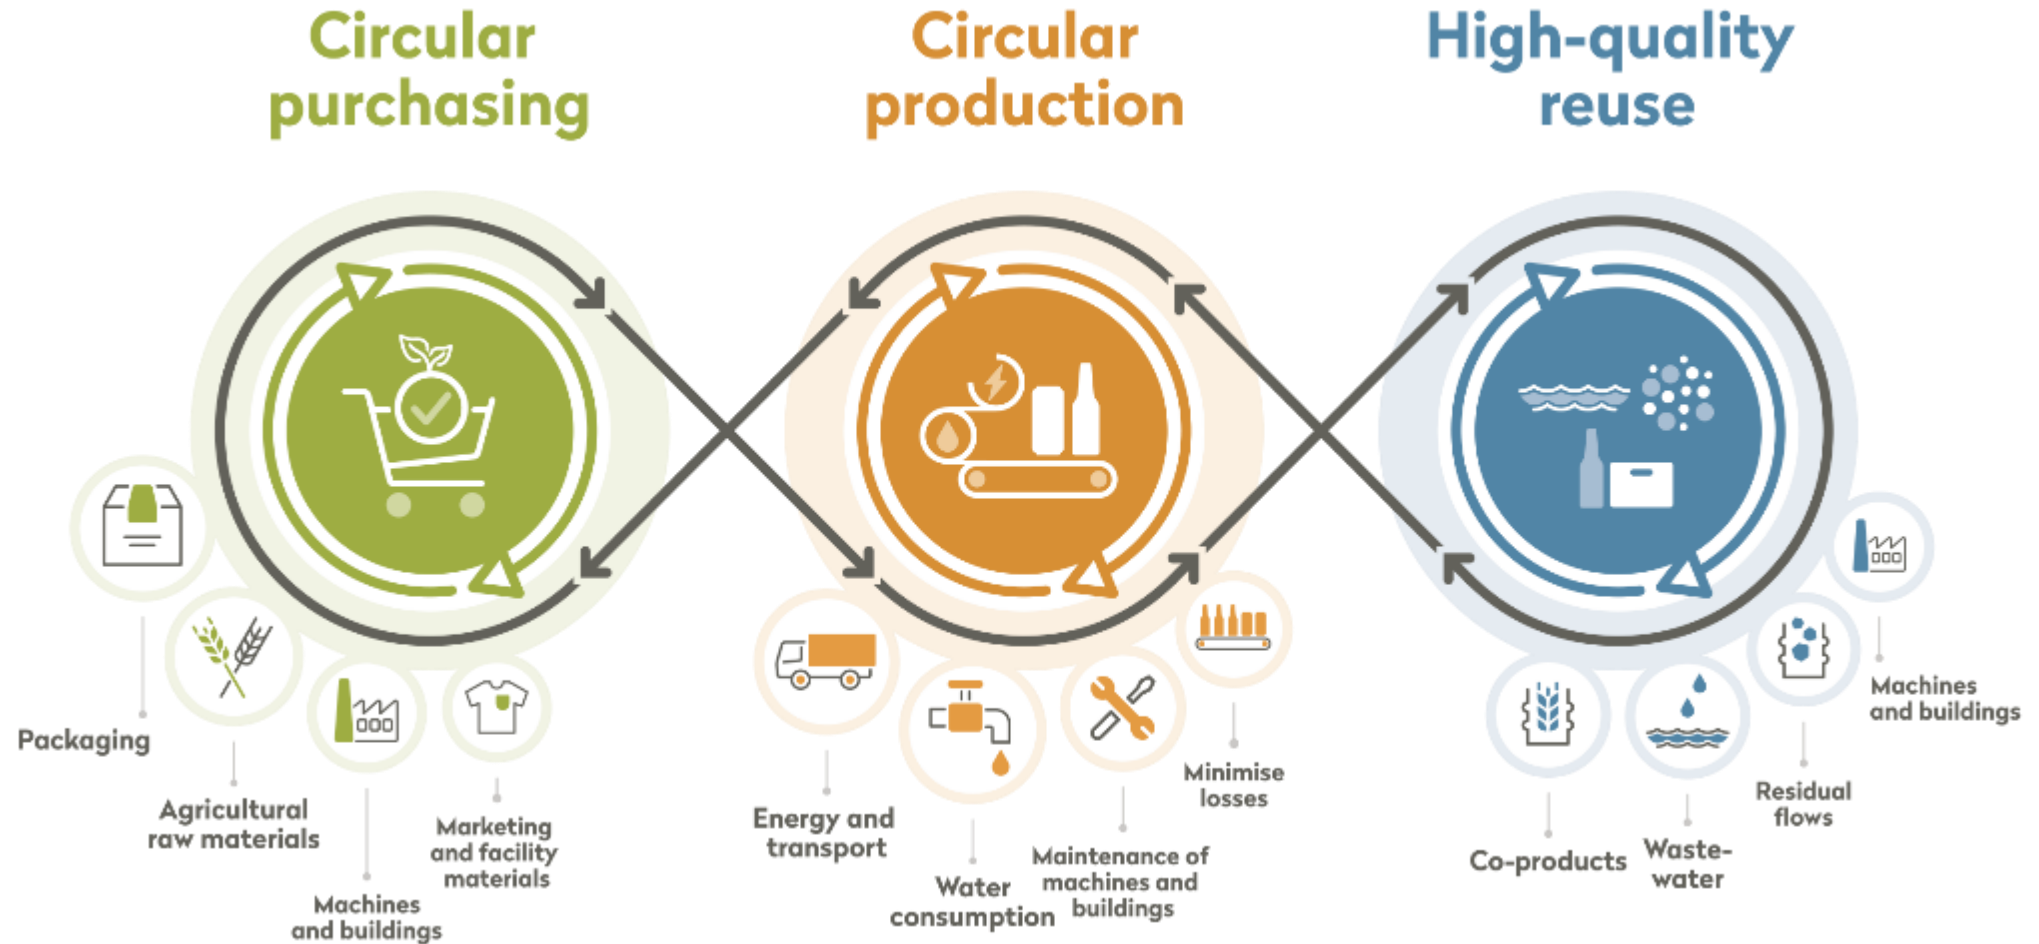 Circular
purchasing
Circular
production
High-quality
reuse
Packaging
Agricultural
raw materials
Machines
and buildings
Marketing
and facility
materials
Energy and
transport
Water
consumption
Maintenance of
machines and
buildings
Minimise
losses
Co-products
Waste-
water
Residual
flows
Machines
and buildings